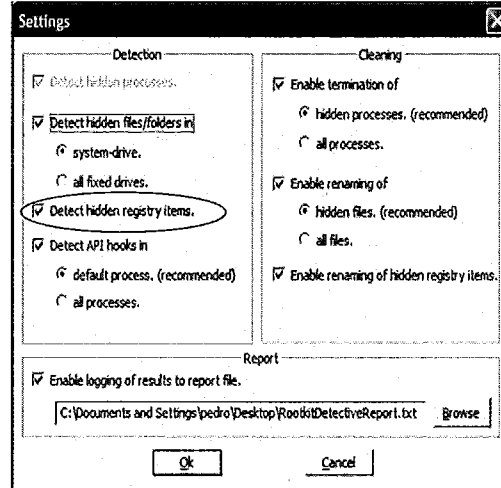 Settings
Detection
Detect hidden processes.
Detect hidden files/folders in
system-drive.
all fixed drives.
Detect hidden registry items.
Detect API hooks in
default process. (recommended)
all processes.
Cleaning
Enable termination of
hidden processes. (recommended)
all processes.
Enable renaming of
hidden files. (recommended)
all files.
Enable renaming of hidden registry items.
Report
Enable logging of results to report file.
C:\Documents and Settings\pedro\Desktop\RootkitDetectiveReport.txt
Browse
Ok
Cancel